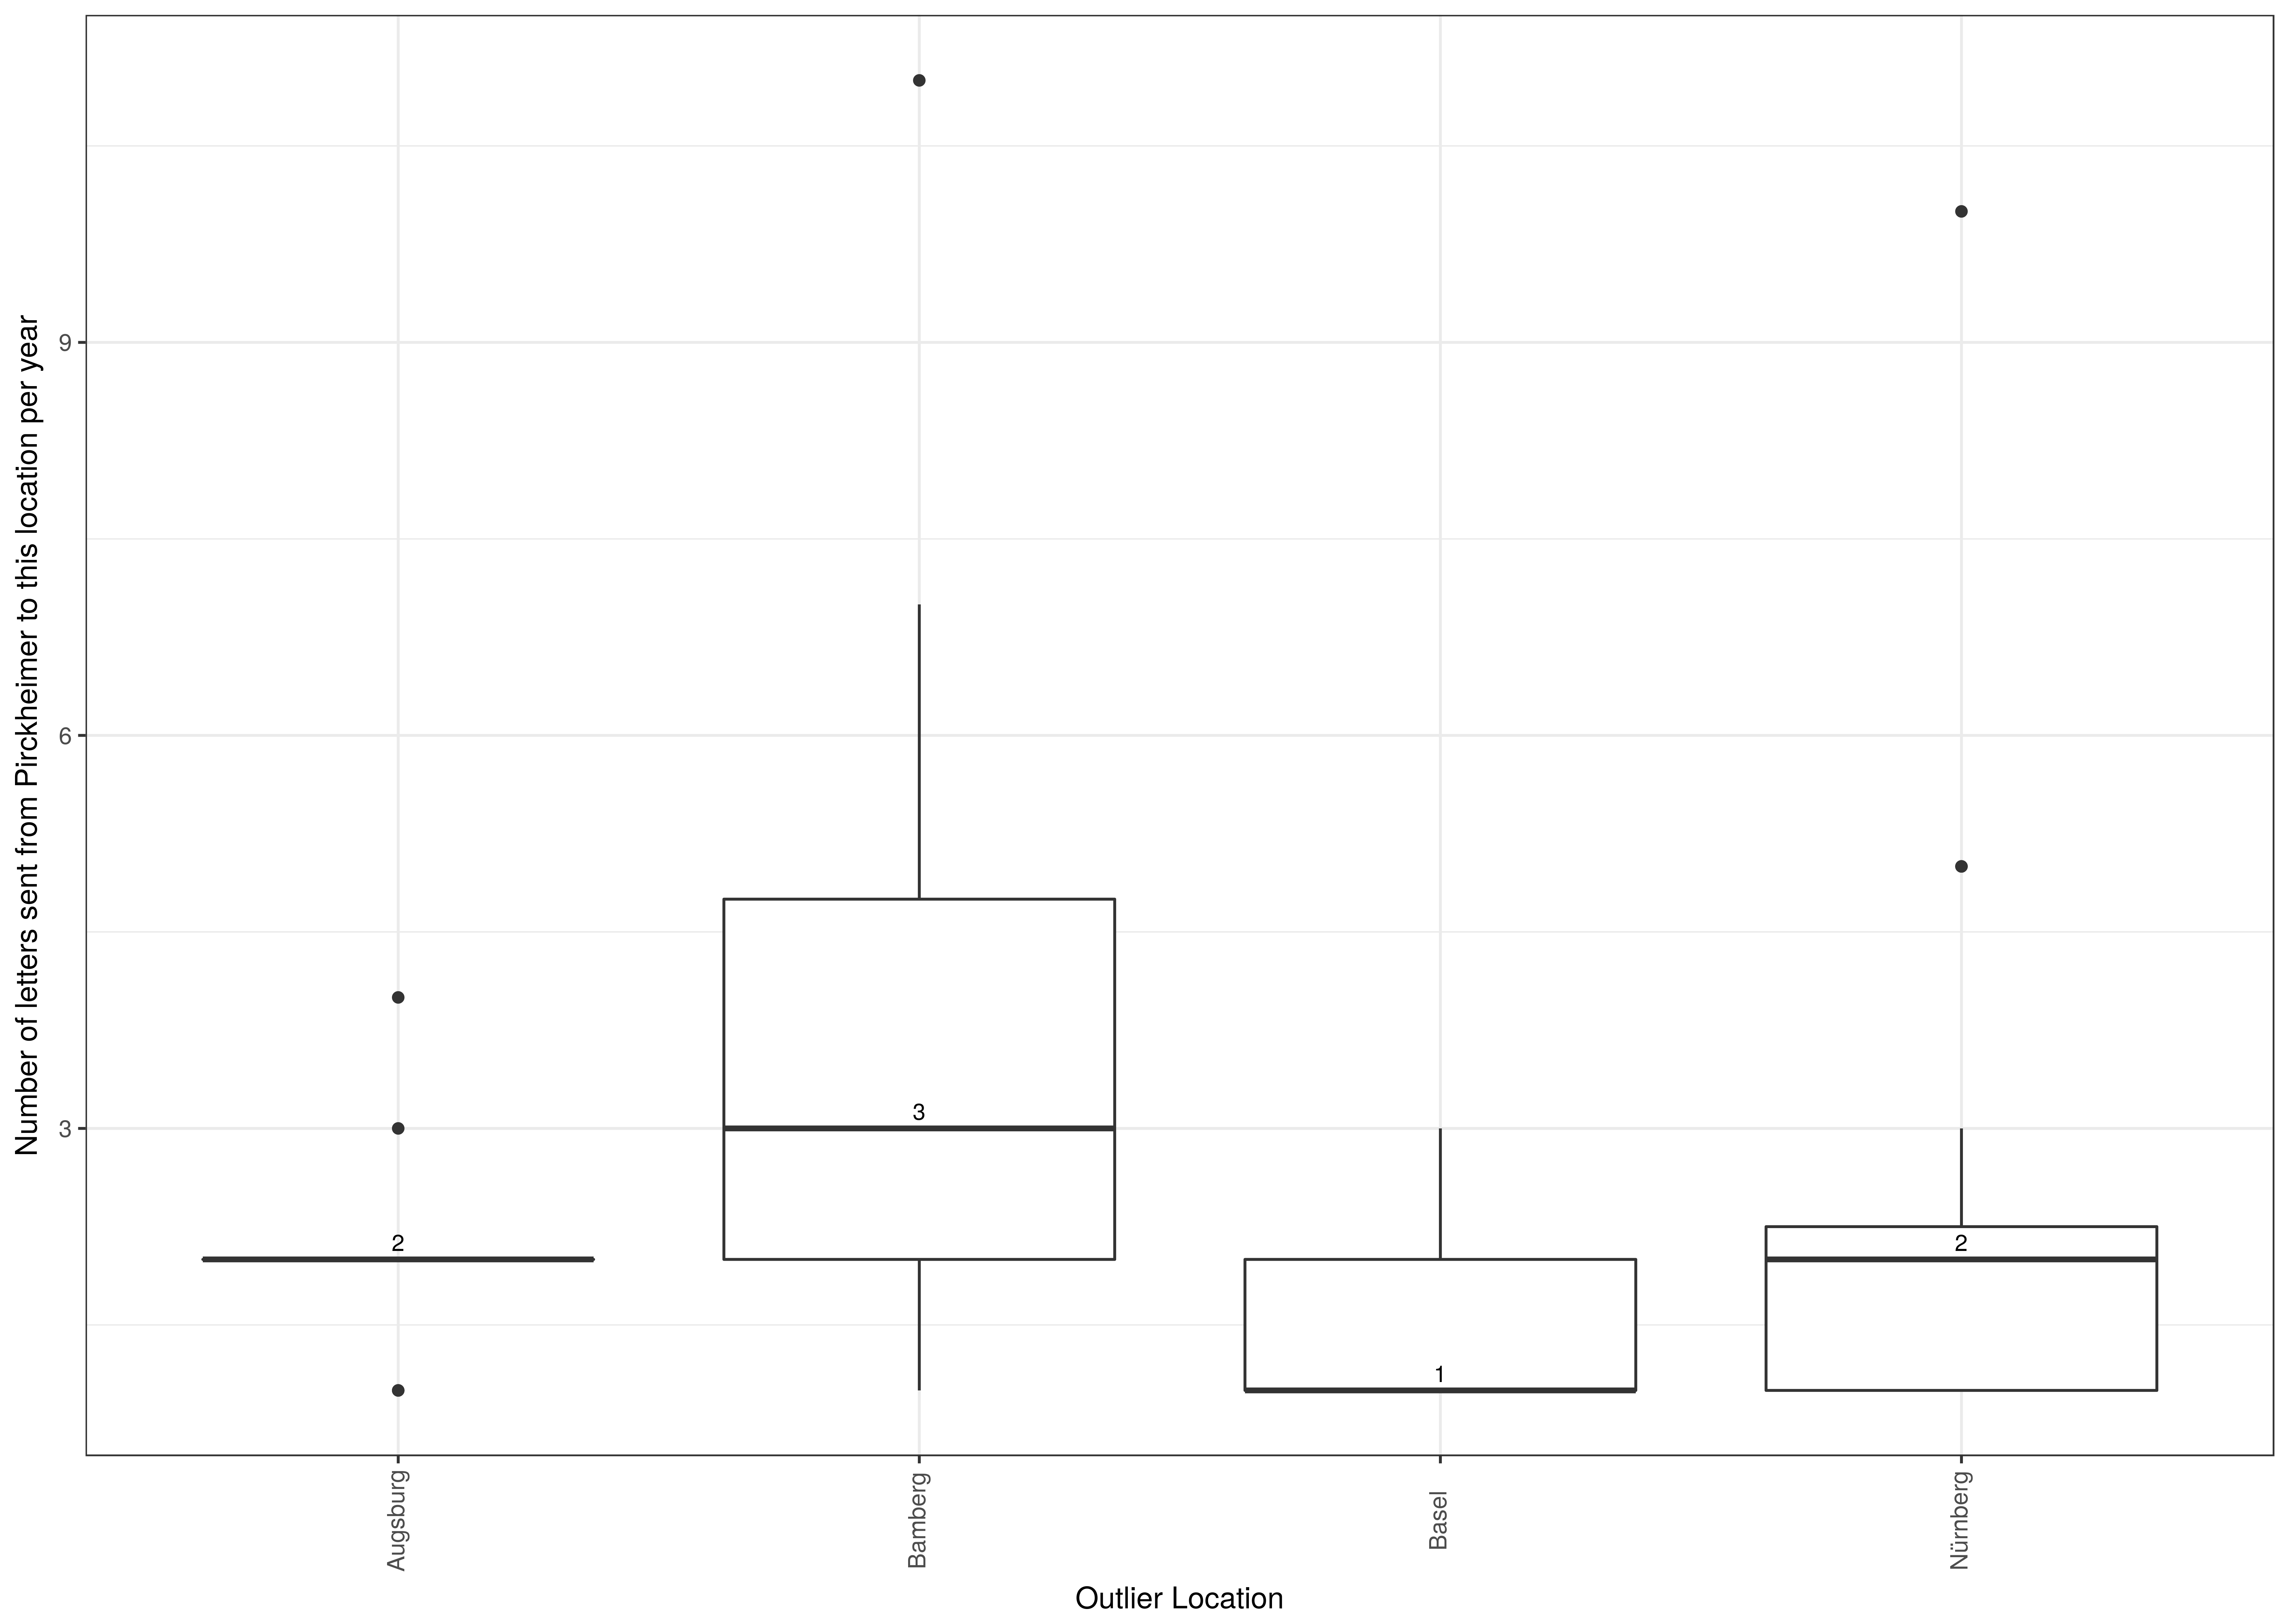 Number of letters sent from Pirckheimer to this location per year
9
6
3
2
3
1
2
Augsburg
Bamberg
Basel
Nürnberg
Outlier Location